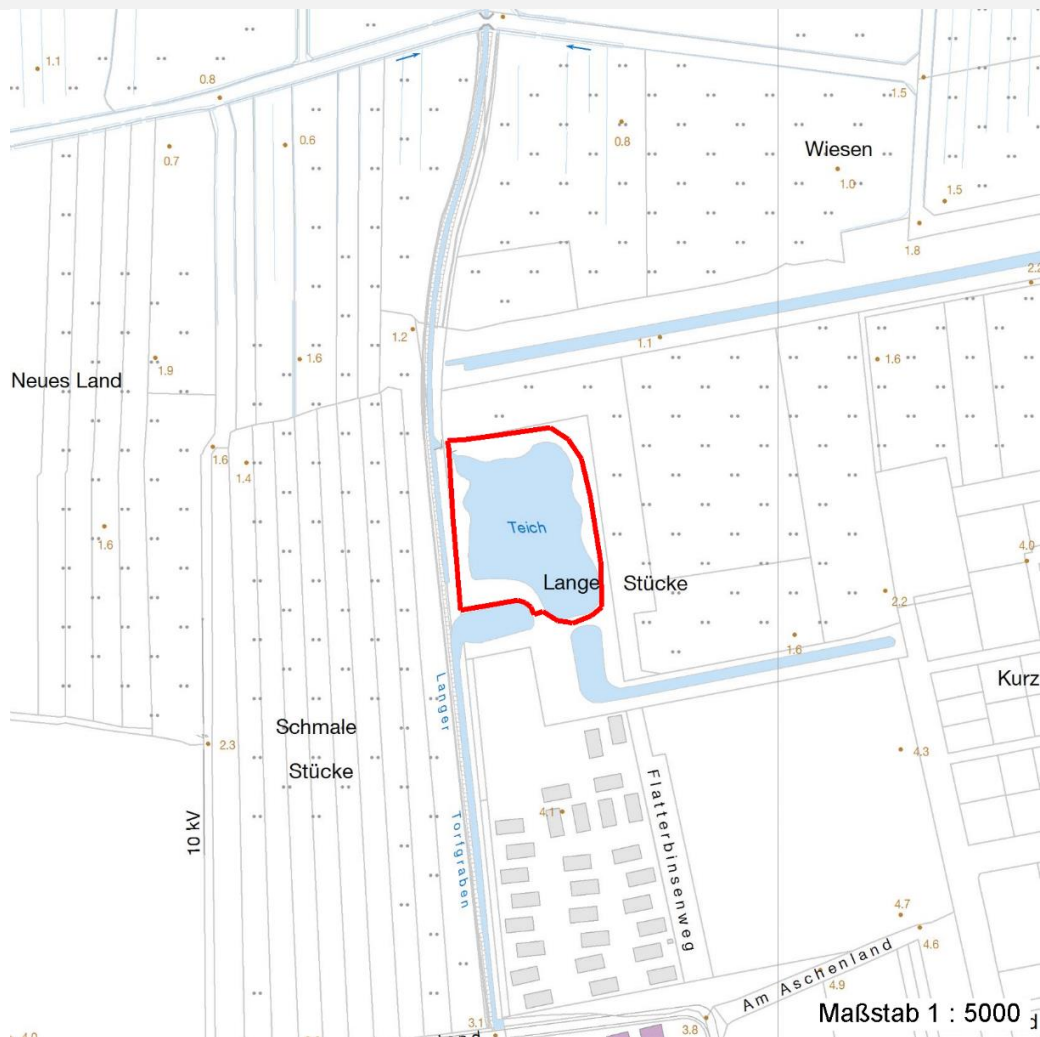 1.1
0.8
1.5
0.8
0.6
0.7
Wiesen
1.0
1.5
1.8
2.2
1.2
1.1
1.6
1.6
1.9
Neues Land
1.6
1.4
Teich
1.6
4.0
Lange Stücke
2.2
1.6
Kurz
Langer
Schmale
Stücke
2.3
4.3
Flatterbinsenweg
4.1
10 kV
Torfgraben
4.7
4.6
Am Aschenland
4.9
Maßstab 1 : 5000
3.1
3.8